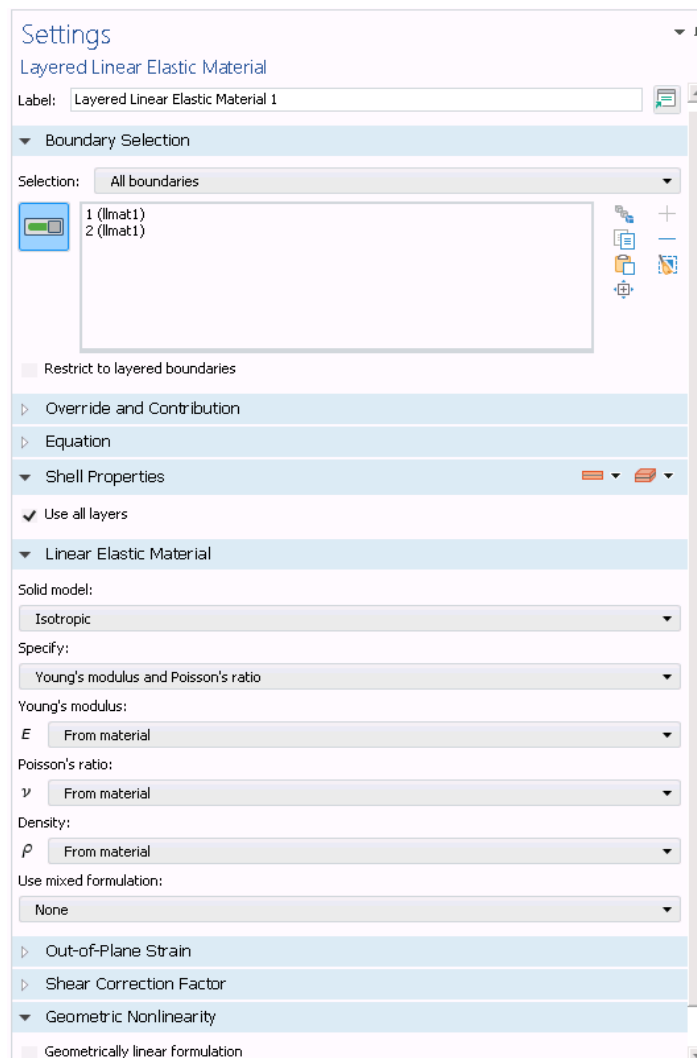 Settings
Layered Linear Elastic Material
Label: Layered Linear Elastic Material 1
Boundary Selection
Selection: All boundaries
1 (llmat1)
2 (llmat1)
Restrict to layered boundaries
Override and Contribution
Equation
Shell Properties
Use all layers
Linear Elastic Material
Solid model:
Isotropic
Specify:
Young's modulus and Poisson's ratio
Young's modulus:
E From material
Poisson's ratio:
ν From material
Density:
ρ From material
Use mixed formulation:
None
Out-of-Plane Strain
Shear Correction Factor
Geometric Nonlinearity
Geometrically linear formulation